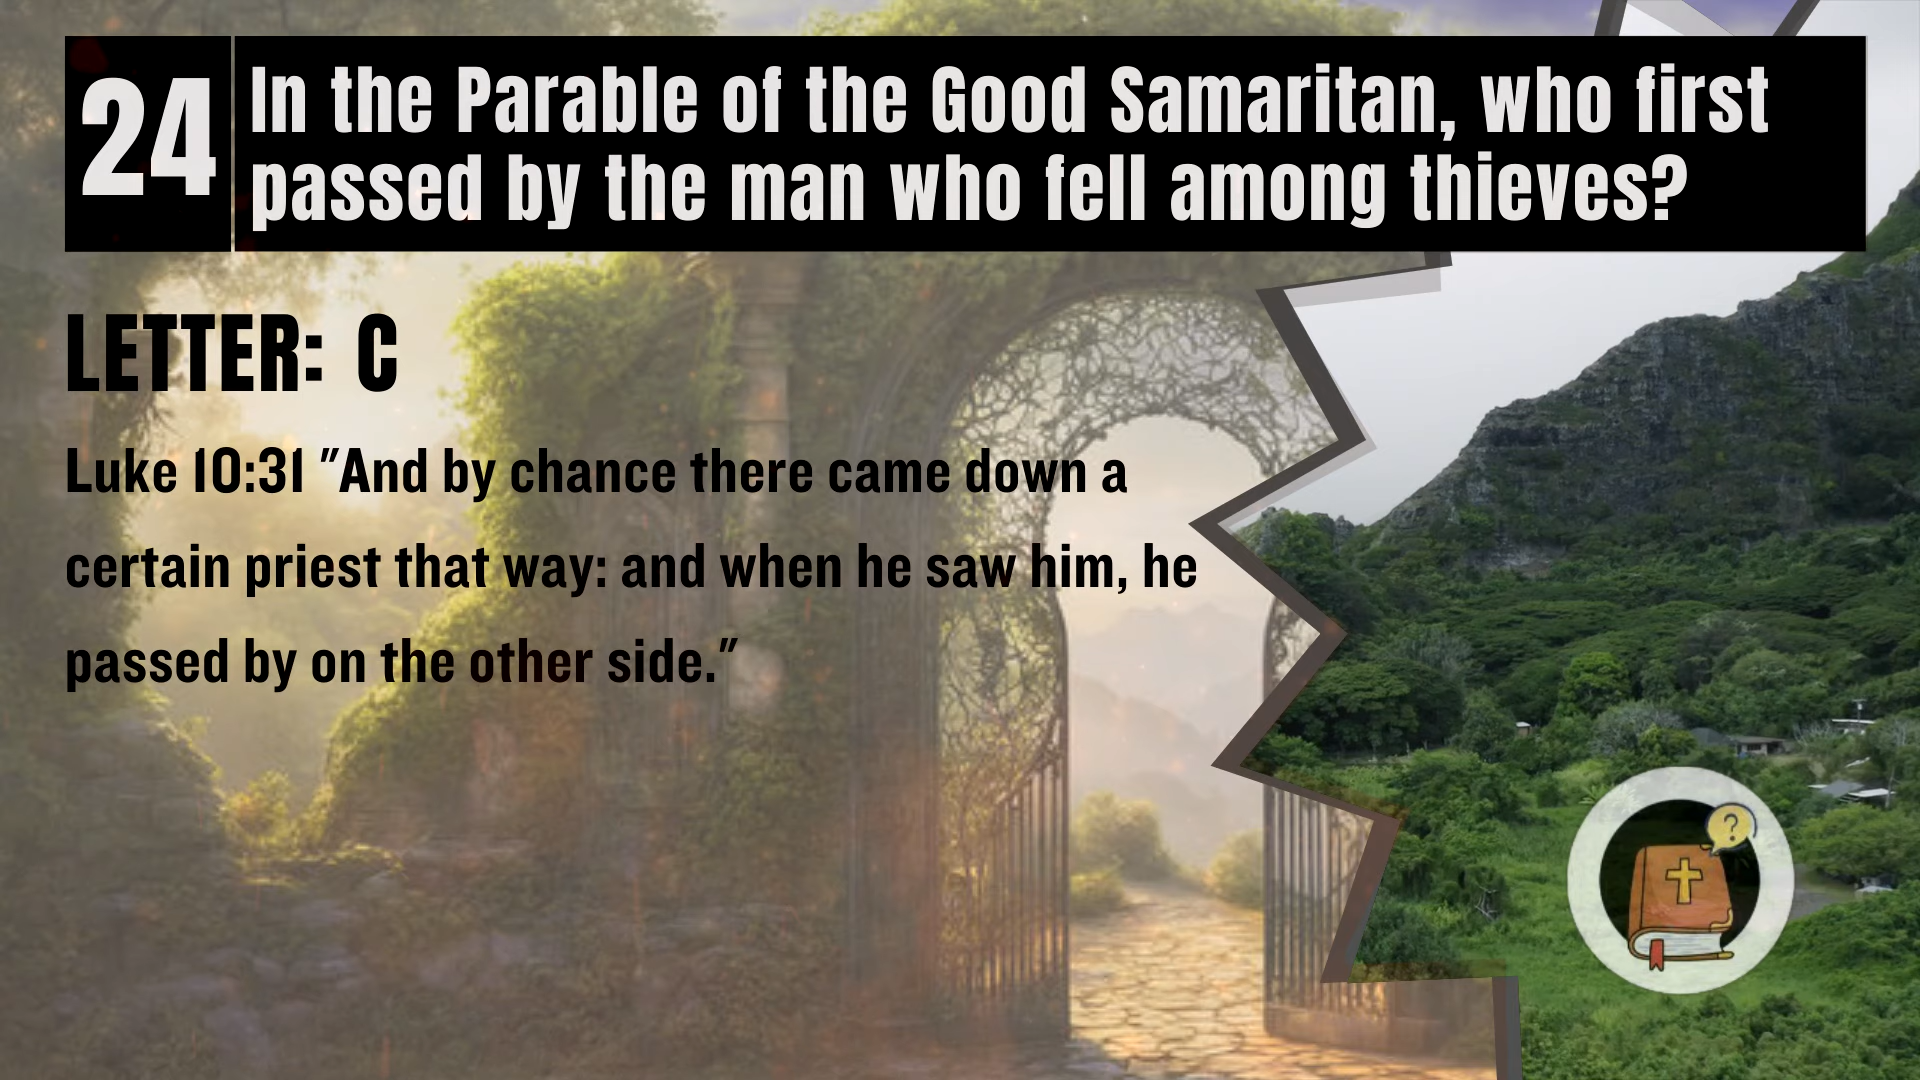 24
In the Parable of the Good Samaritan, who first
passed by the man who fell among thieves?
LETTER: C
Luke 10:31 "And by chance there came down a
certain priest that way: and when he saw him, he
passed by on the other side."
?